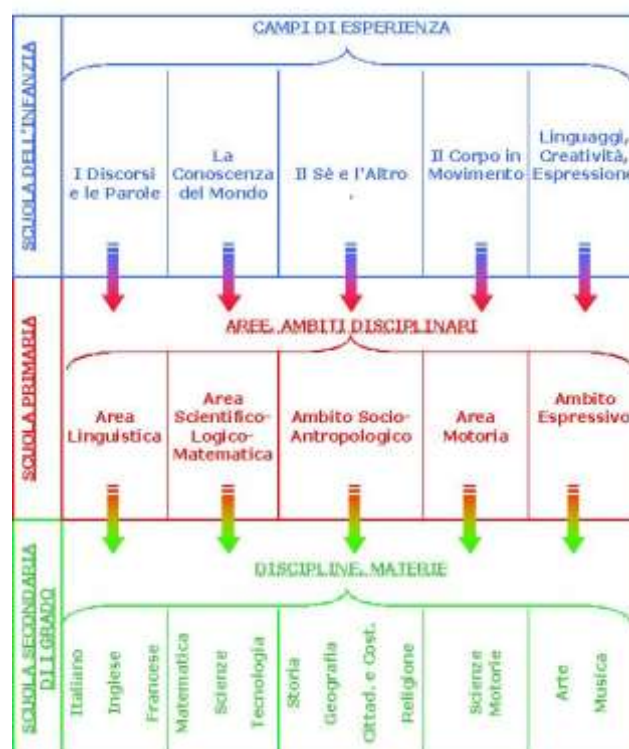 SCUOLA DELL'INFANZIA
CAMPI DI ESPERIENZA
I Discorsi
e le Parole
La
Conoscenza
del Mondo
Il Sè e l'Altro
.
Il Corpo in
Movimento
Linguaggi,
Creatività,
Espressione
SCUOLA PRIMARIA
AREE, AMBITI DISCIPLINARI
Area
Linguistica
Area
Scientifico-
Logico-
Matematica
Ambito Socio-
Antropologico
Area
Motoria
Ambito
Espressivo
SCUOLA SECONDARIA
DI I GRADO
DISCIPLINE, MATERIE
Italiano
Inglese
Francese
Matematica
Scienze
Tecnologia
Storia
Geografia
Cittad. e Cost.
Religione
Scienze
Motorie
Arte
Musica